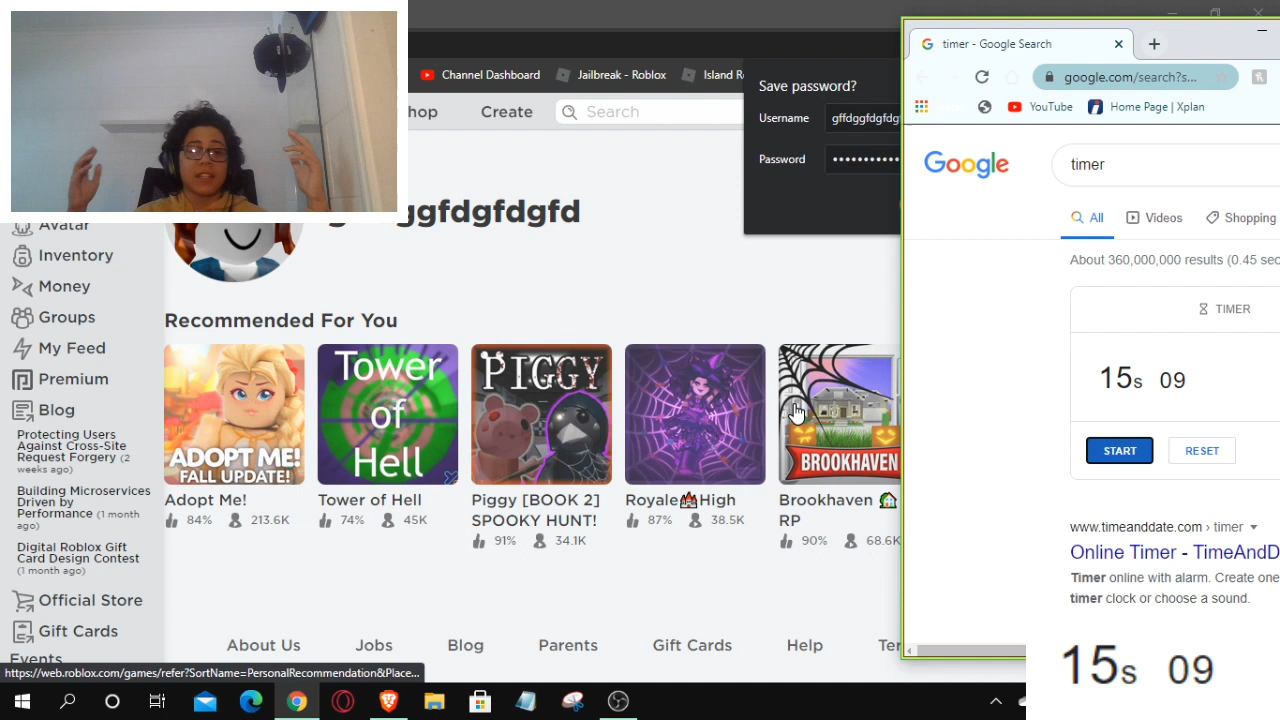 Channel Dashboard
Jailbreak - Roblox
Island R
hop
Create
Search
Save password?
Username
gffdggfdgfdg
Password
ggfdgfdgfd
Avatar
Inventory
Money
Groups
My Feed
Premium
Blog
Protecting Users
Against Cross-Site
Request Forgery (2
weeks ago)
Building Microservices
Driven by
Performance (1 month
ago)
Digital Roblox Gift
Card Design Contest
(1 month ago)
Official Store
Gift Cards
Events
Recommended For You
ADOPT ME!
FALL UPDATE!
Adopt Me!
84% 213.6K
Tower
of
Hell
Tower of Hell
74% 45K
PIGGY
Piggy [BOOK 2]
SPOOKY HUNT!
91% 34.1K
Royale🏰High
87% 38.5K
BROOKHAVEN
Brookhaven 🏠
RP
90% 68.6K
About Us
Jobs
Blog
Parents
Gift Cards
Help
Ter
https://web.roblox.com/games/refer?SortName=PersonalRecommendation&Place...
timer - Google Search
google.com/search?s...
YouTube
Home Page | Xplan
Google
timer
All
Videos
Shopping
About 360,000,000 results (0.45 sec
TIMER
15s 09
START
RESET
www.timeanddate.com › timer
Online Timer - TimeAndD
Timer online with alarm. Create one
timer clock or choose a sound.
15s 09